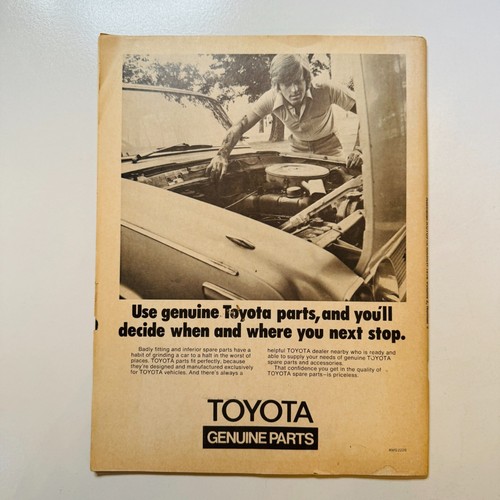 Use genuine Toyota parts, and you'll
decide when and where you next stop.
Badly fitting and inferior spare parts have a
habit of grinding a car to a halt in the worst of
places. TOYOTA parts fit perfectly, because
they're designed and manufactured exclusively
for TOYOTA vehicles. And there's always a
helpful TOYOTA dealer nearby who is ready and
able to supply your needs of genuine TOYOTA
spare parts and accessories.
That confidence you get in the quality of
TOYOTA spare parts–is priceless.
TOYOTA
GENUINE PARTS